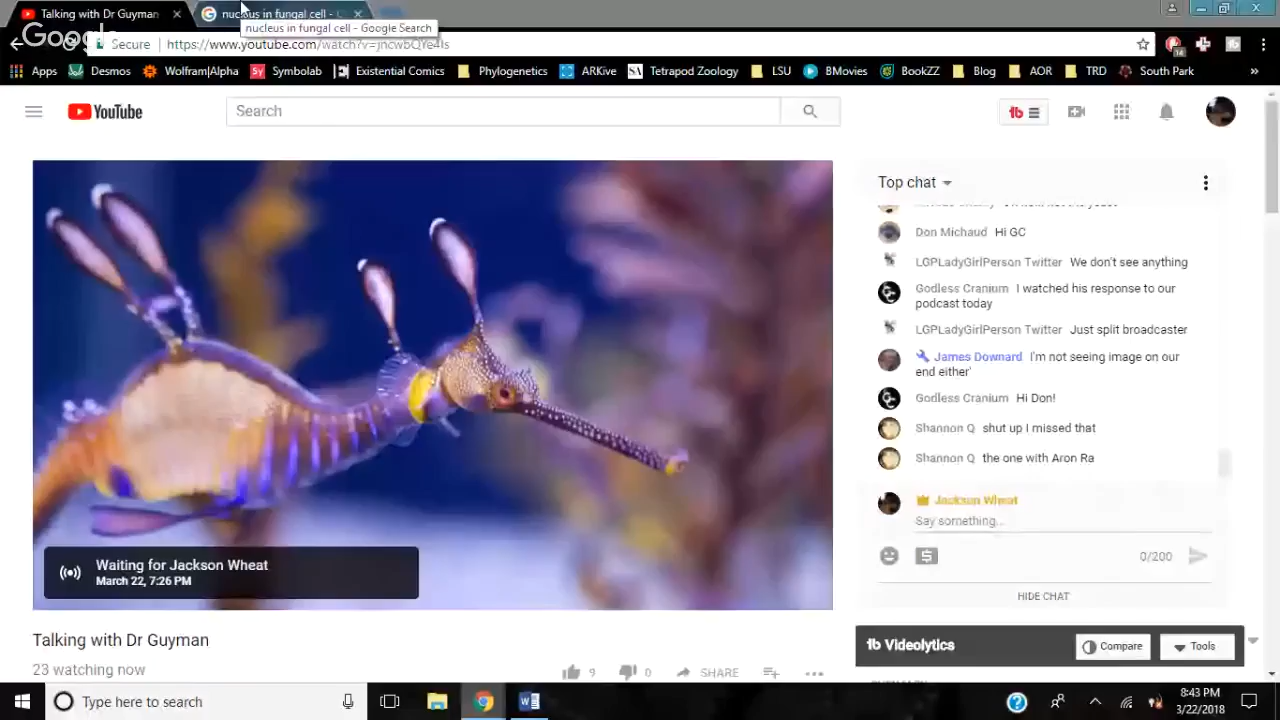 Talking with Dr Guyman
nucleus in fungal cell -
nucleus in fungal cell - Google Search
Secure https://www.youtube.com/watch?v=jncwbQYe4Is
Apps Desmos Wolfram|Alpha Symbolab Existential Comics Phylogenetics ARKive Tetrapod Zoology LSU BMovies BookZZ Blog AOR TRD South Park »
YouTube
Search
Top chat
Don Michaud Hi GC
LGPLadyGirlPerson Twitter We don't see anything
Godless Cranium I watched his response to our
podcast today
LGPLadyGirlPerson Twitter Just split broadcaster
James Downard I'm not seeing image on our
end either'
Godless Cranium Hi Don!
Shannon Q shut up I missed that
Shannon Q the one with Aron Ra
Jackson Wheat
Say something...
0/200
HIDE CHAT
Waiting for Jackson Wheat
March 22, 7:26 PM
Talking with Dr Guyman
23 watching now
9 0 SHARE
Videolytics Compare Tools
Type here to search
8:43 PM
3/22/2018